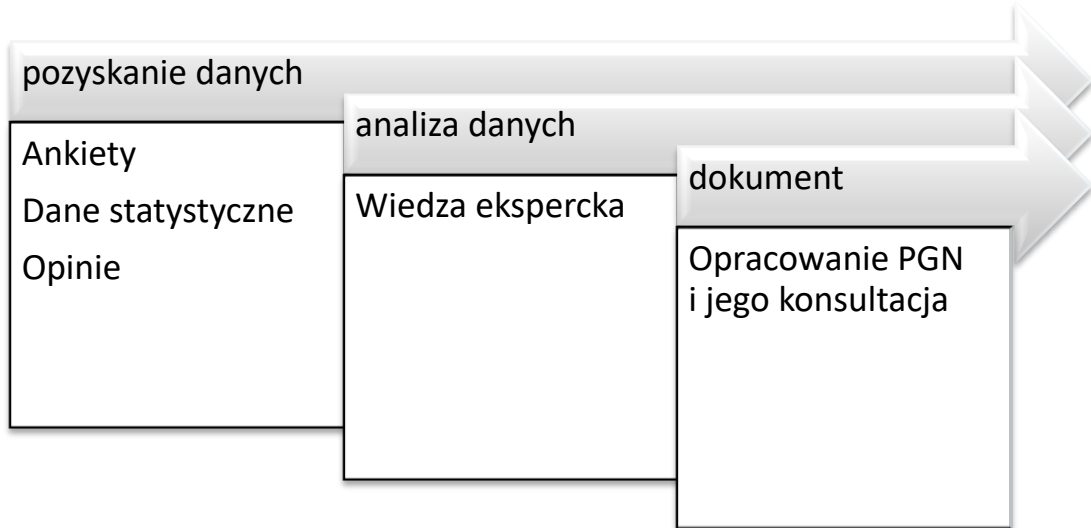 pozyskanie danych
Ankiety
Dane statystyczne
Opinie
analiza danych
Wiedza ekspercka
dokument
Opracowanie PGN
i jego konsultacja